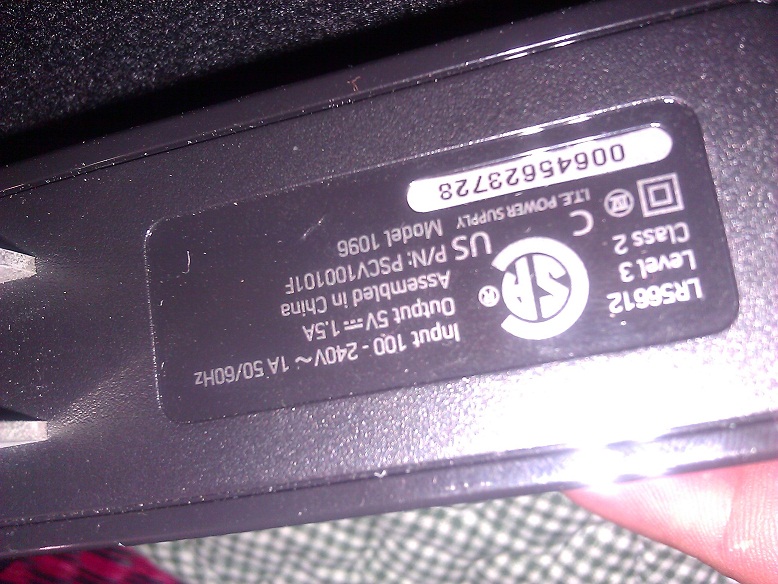 LR56612
Level 3
Class 2
C US
I.T.E. POWER SUPPLY
Input 100 - 240V~ 1A 50/60Hz
Output 5V⎓1.5A
Assembled in China
P/N: PSCV100101F
Model 1096
00645623728